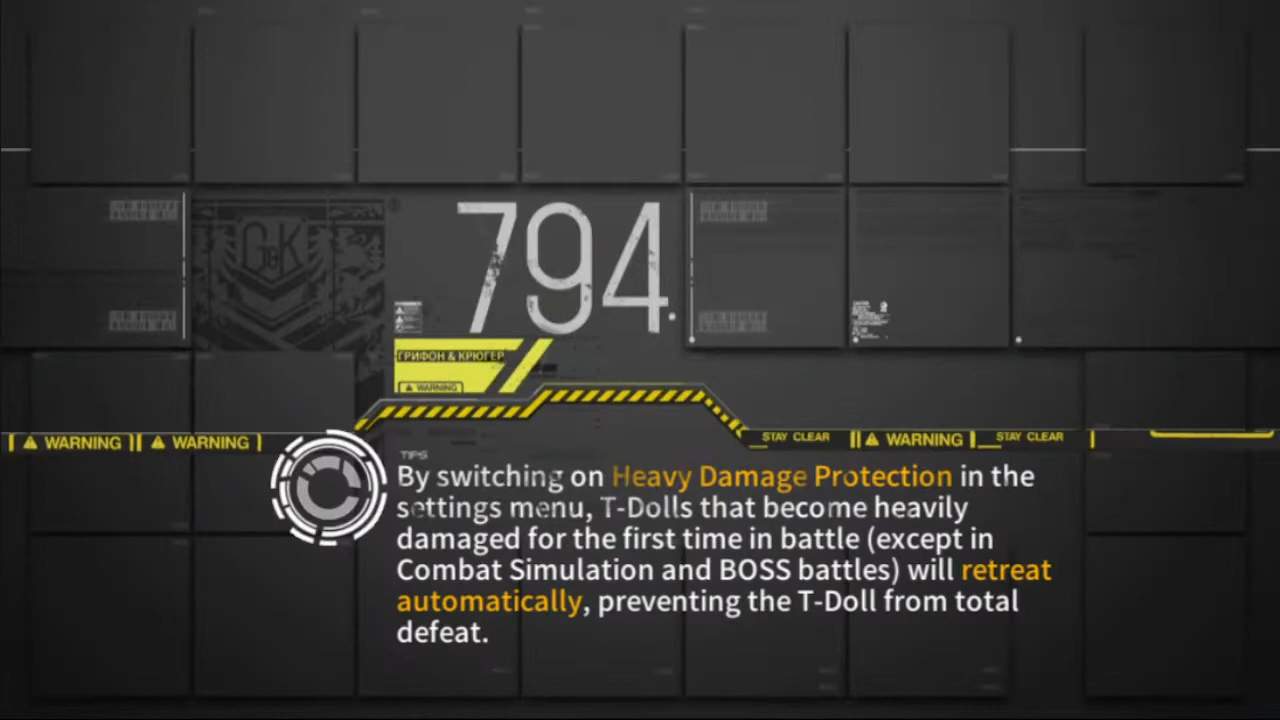 G&K
794.
ГРИФОН & КРЮГЕР
WARNING
WARNING
WARNING
STAY CLEAR
WARNING
STAY CLEAR
TIPS
By switching on Heavy Damage Protection in the
settings menu, T-Dolls that become heavily
damaged for the first time in battle (except in
Combat Simulation and BOSS battles) will retreat
automatically, preventing the T-Doll from total
defeat.